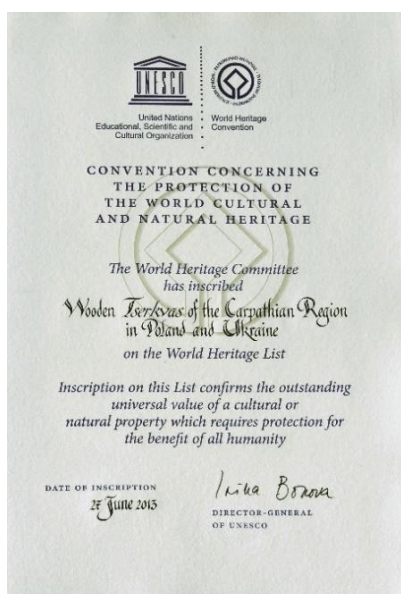 UNESCO
United Nations
Educational, Scientific and
Cultural Organization
World Heritage
Convention
CONVENTION CONCERNING
THE PROTECTION OF
THE WORLD CULTURAL
AND NATURAL HERITAGE
The World Heritage Committee
has inscribed
Wooden Tserkvas of the Carpathian Region
in Poland and Ukraine
on the World Heritage List
Inscription on this List confirms the outstanding
universal value of a cultural or
natural property which requires protection for
the benefit of all humanity
DATE OF INSCRIPTION
27 June 2013
Irina Bokova
DIRECTOR-GENERAL
OF UNESCO